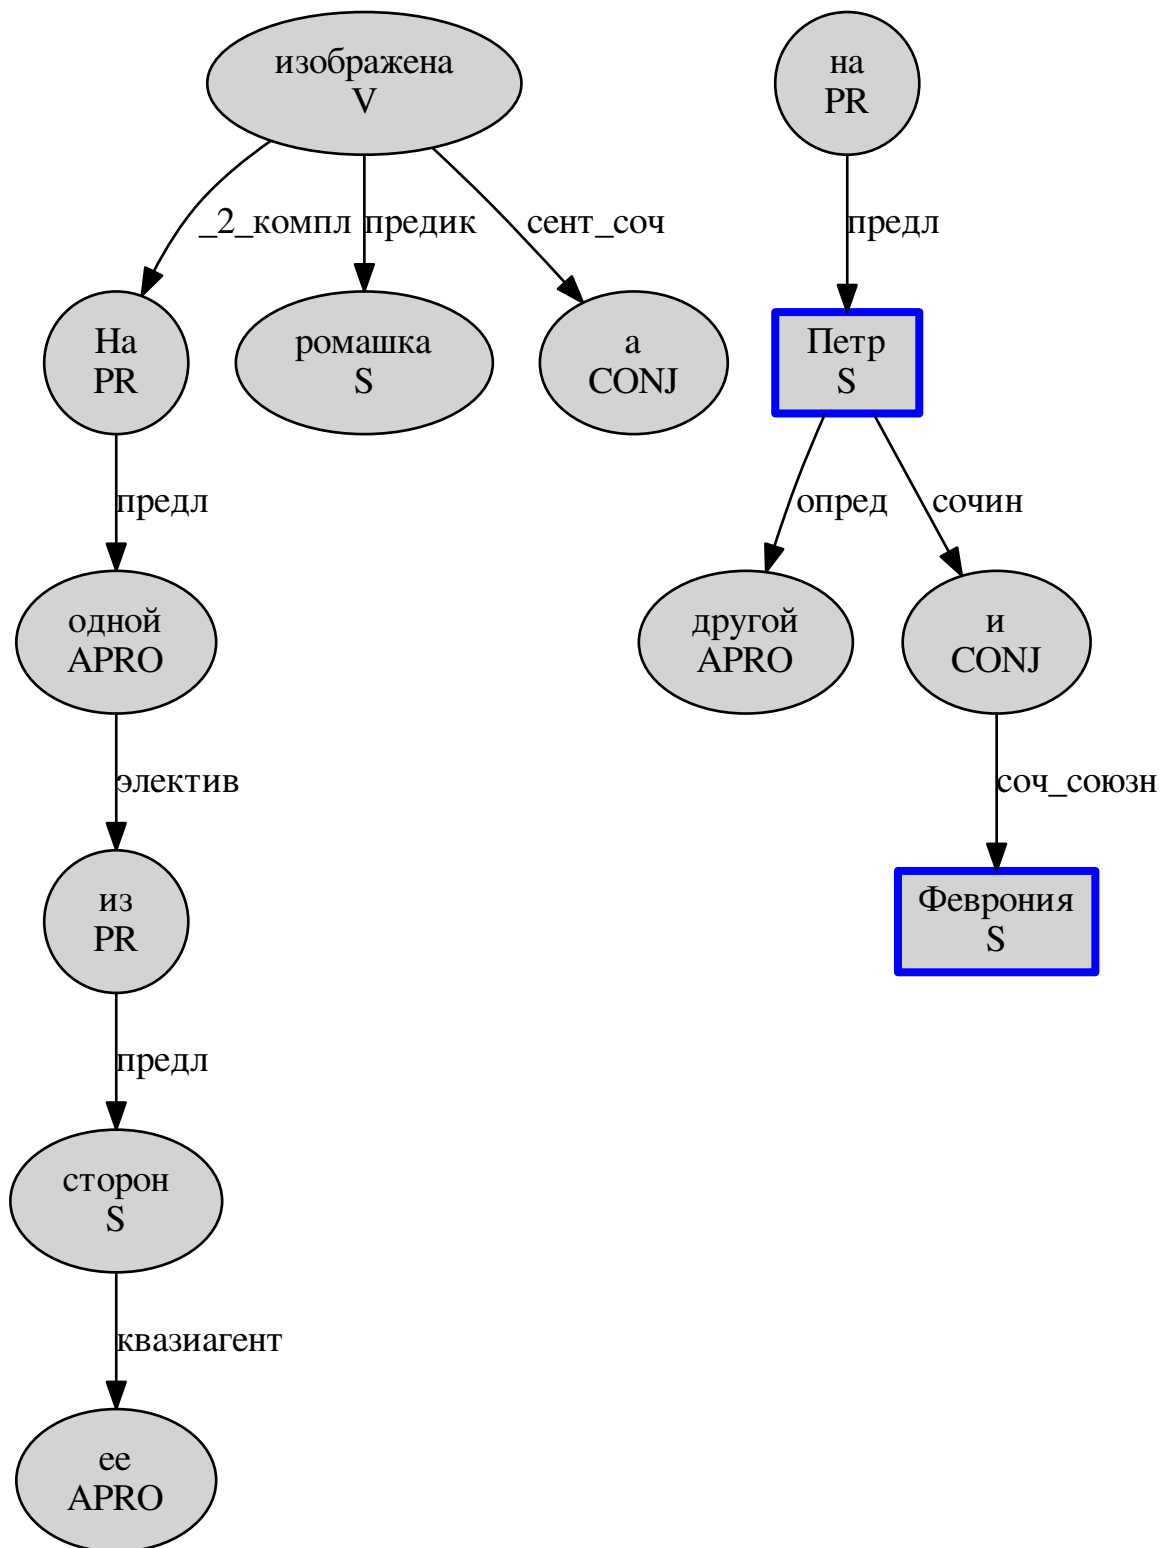 изображена
V
на
PR
_2_компл
предик
сент_соч
предл
На
PR
ромашка
S
а
CONJ
Петр
S
предл
опред
сочин
одной
APRO
другой
APRO
и
CONJ
электив
соч_союзн
из
PR
Феврония
S
предл
сторон
S
квазиагент
ее
APRO